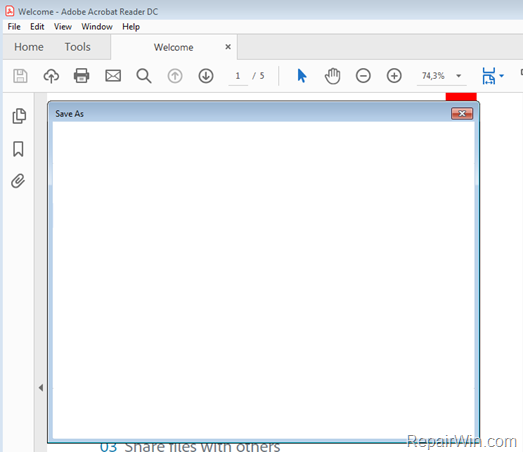 Welcome - Adobe Acrobat Reader DC
File Edit View Window Help
Home Tools Welcome ×
1 / 5 74,3%
Save As
03 Share files with others
RepairWin.com